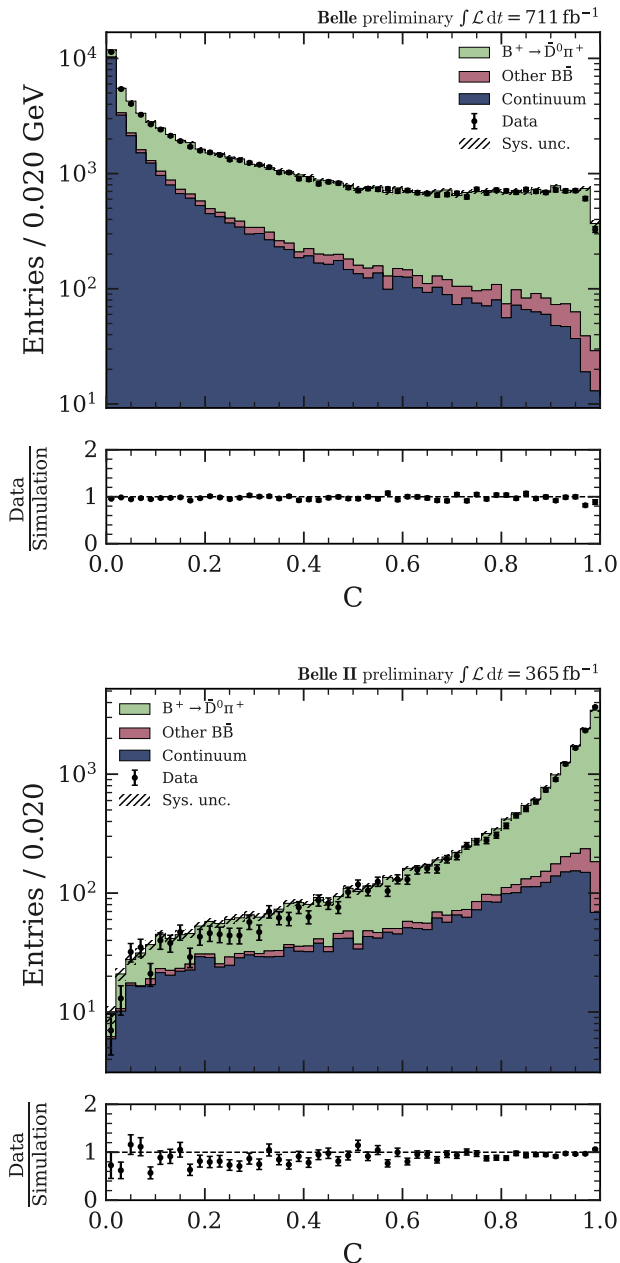 Belle preliminary ∫ℒ dt = 711 fb⁻¹
B⁺ → D̄⁰π⁺
Other BB̄
Continuum
Data
Sys. unc.
Entries / 0.020 GeV
10⁴
10³
10²
10¹
Data
Simulation
2
1
0
0.0 0.2 0.4 0.6 0.8 1.0
C
Belle II preliminary ∫ℒ dt = 365 fb⁻¹
B⁺ → D̄⁰π⁺
Other BB̄
Continuum
Data
Sys. unc.
Entries / 0.020
10³
10²
10¹
Data
Simulation
2
1
0
0.0 0.2 0.4 0.6 0.8 1.0
C